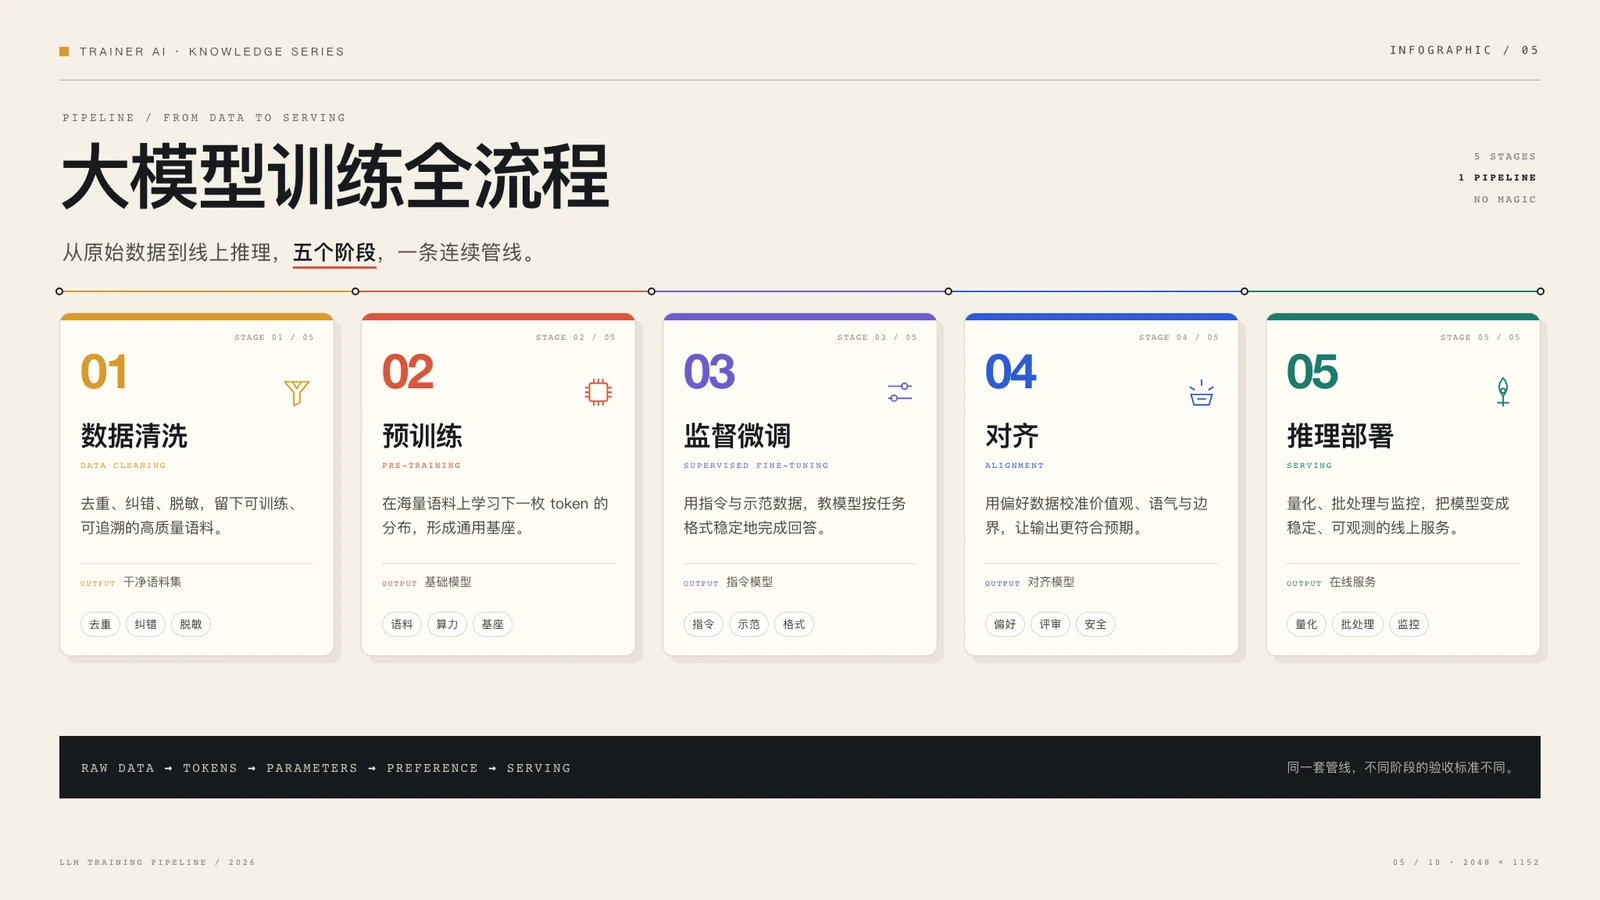 TRAINER AI · KNOWLEDGE SERIES
INFOGRAPHIC / 05
PIPELINE / FROM DATA TO SERVING
大模型训练全流程
5 STAGES
1 PIPELINE
NO MAGIC
从原始数据到线上推理，五个阶段，一条连续管线。
STAGE 01 / 05
01
数据清洗
DATA CLEANING
去重、纠错、脱敏，留下可训练、
可追溯的高质量语料。
OUTPUT 干净语料集
去重 纠错 脱敏
STAGE 02 / 05
02
预训练
PRE-TRAINING
在海量语料上学习下一枚 token 的
分布，形成通用基座。
OUTPUT 基础模型
语料 算力 基座
STAGE 03 / 05
03
监督微调
SUPERVISED FINE-TUNING
用指令与示范数据，教模型按任务
格式稳定地完成回答。
OUTPUT 指令模型
指令 示范 格式
STAGE 04 / 05
04
对齐
ALIGNMENT
用偏好数据校准价值观、语气与边
界，让输出更符合预期。
OUTPUT 对齐模型
偏好 评审 安全
STAGE 05 / 05
05
推理部署
SERVING
量化、批处理与监控，把模型变成
稳定、可观测的线上服务。
OUTPUT 在线服务
量化 批处理 监控
RAW DATA → TOKENS → PARAMETERS → PREFERENCE → SERVING
同一套管线，不同阶段的验收标准不同。
LLM TRAINING PIPELINE / 2026
05 / 10 · 2048 × 1152